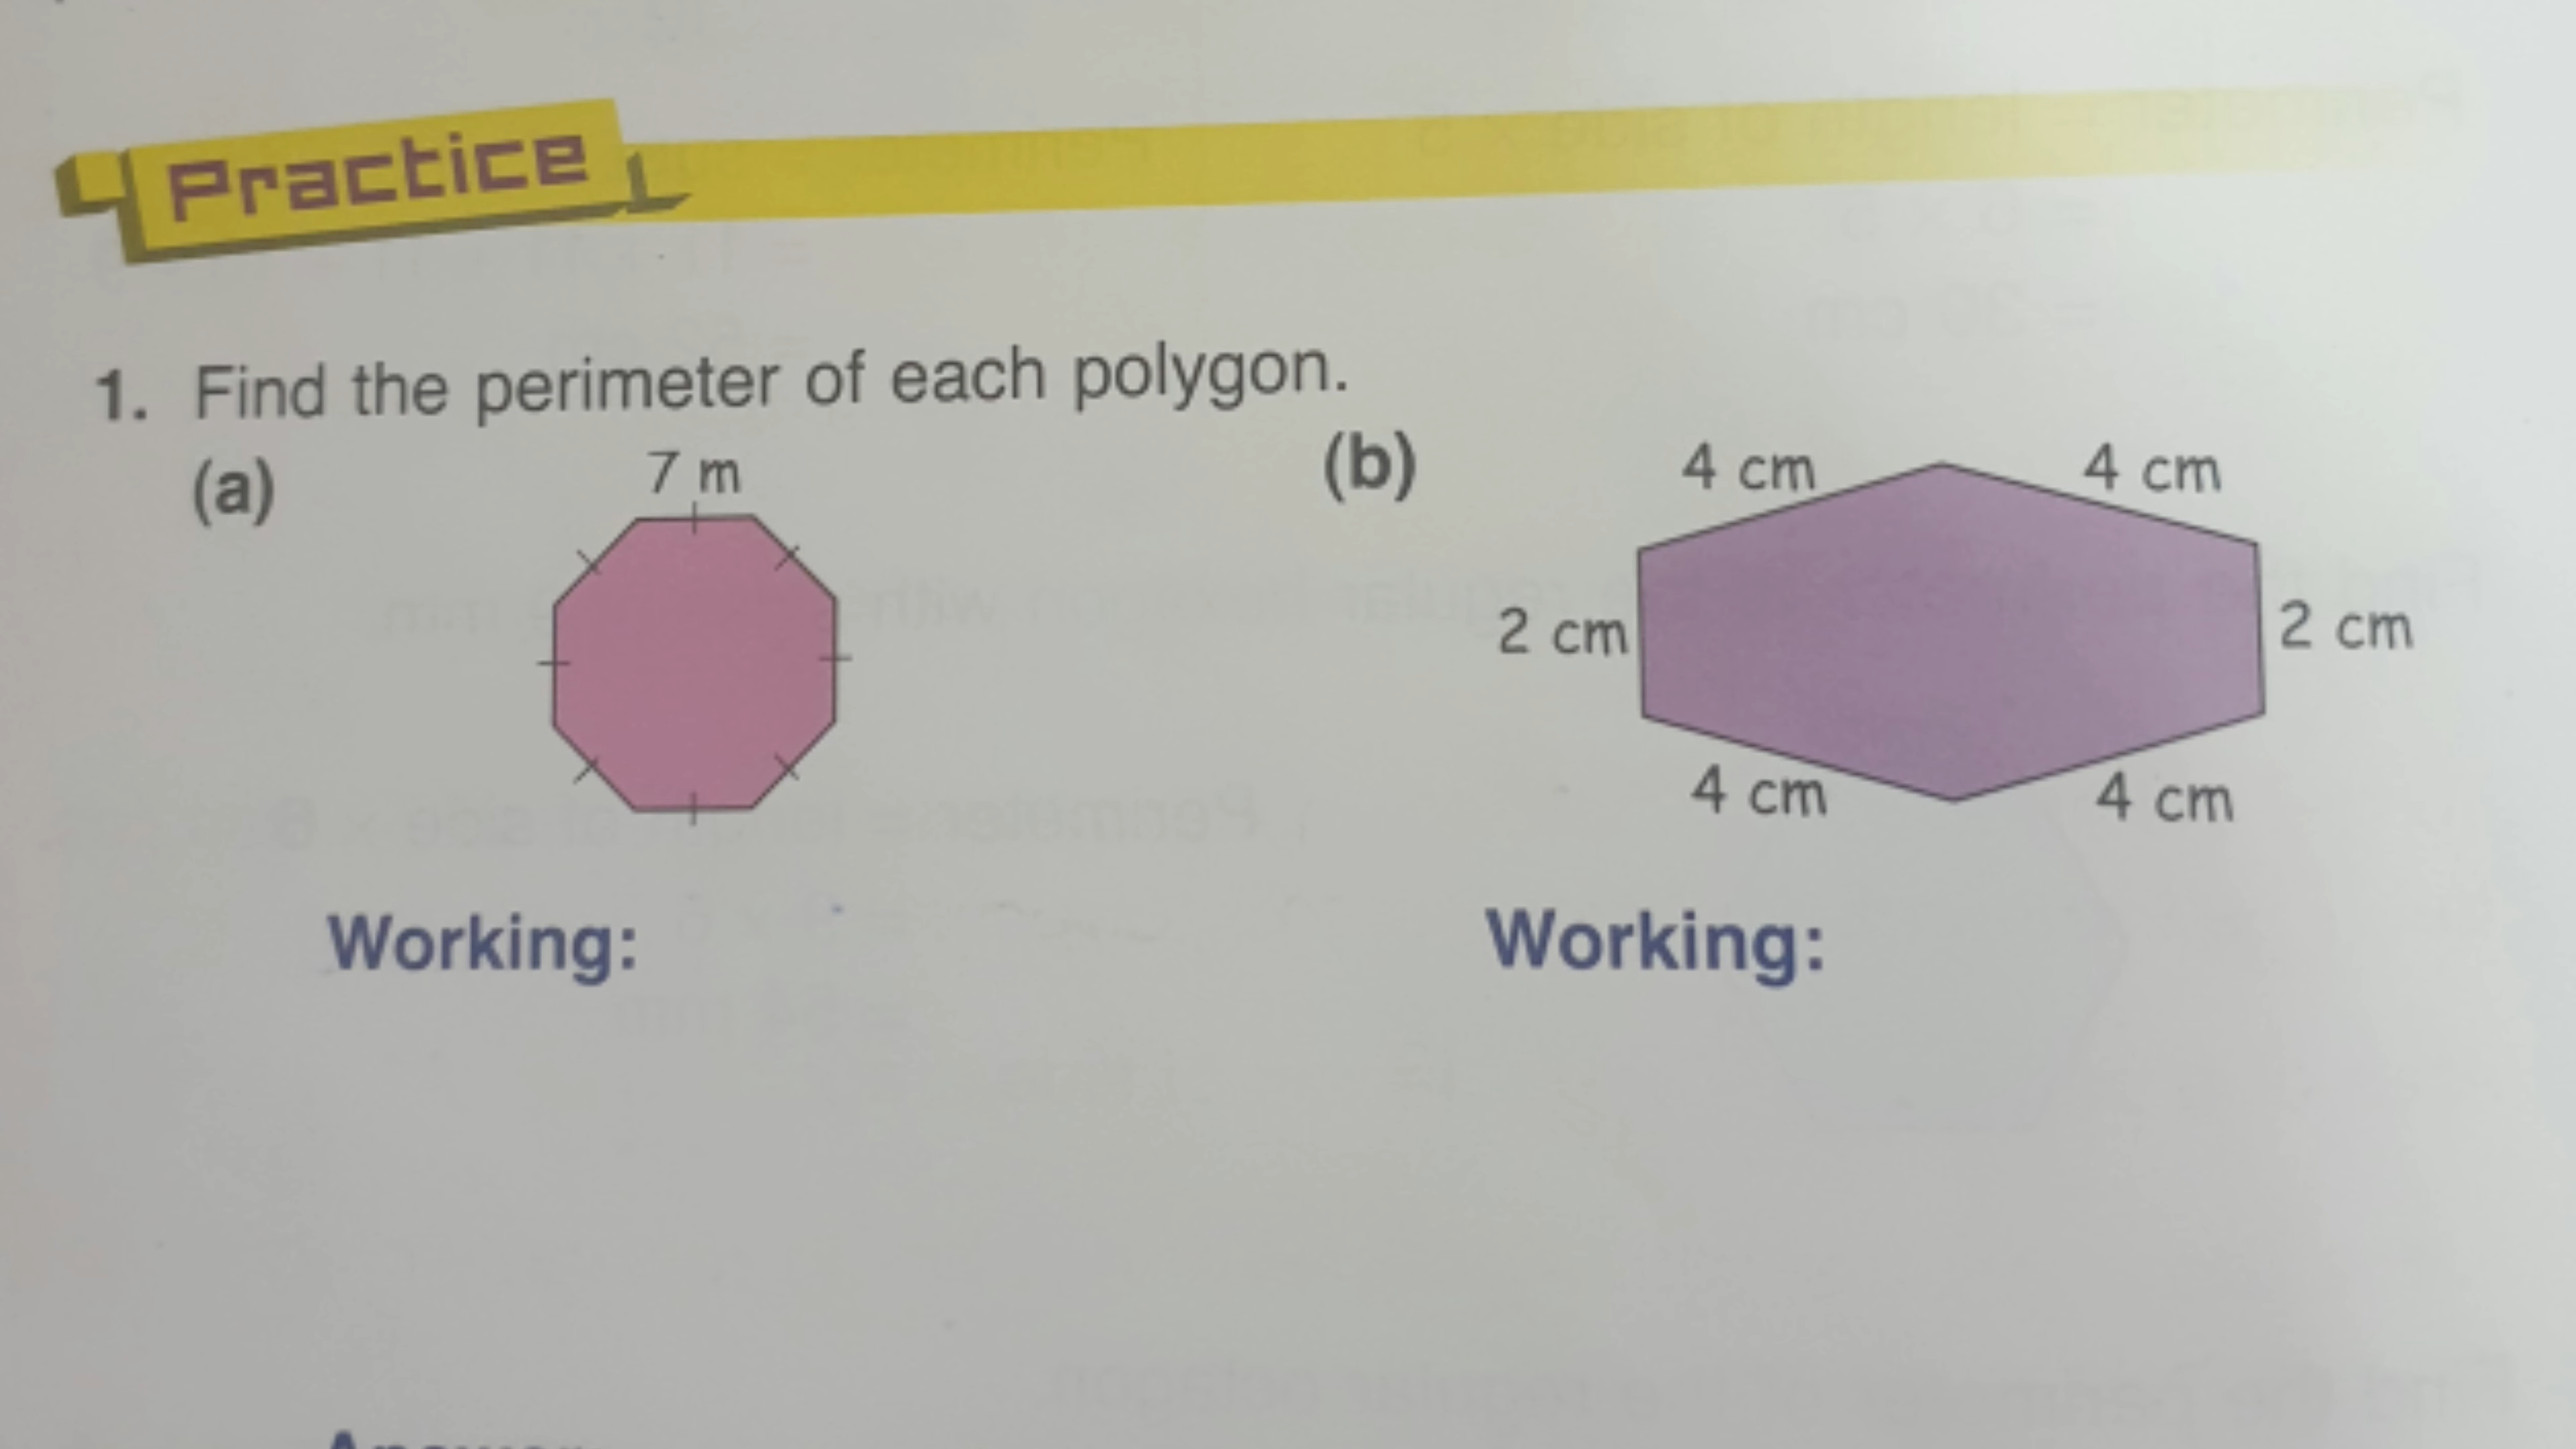 Practice
1. Find the perimeter of each polygon.
(a)
7 m
(b)
4 cm
4 cm
2 cm
2 cm
4 cm
4 cm
Working:
Working: